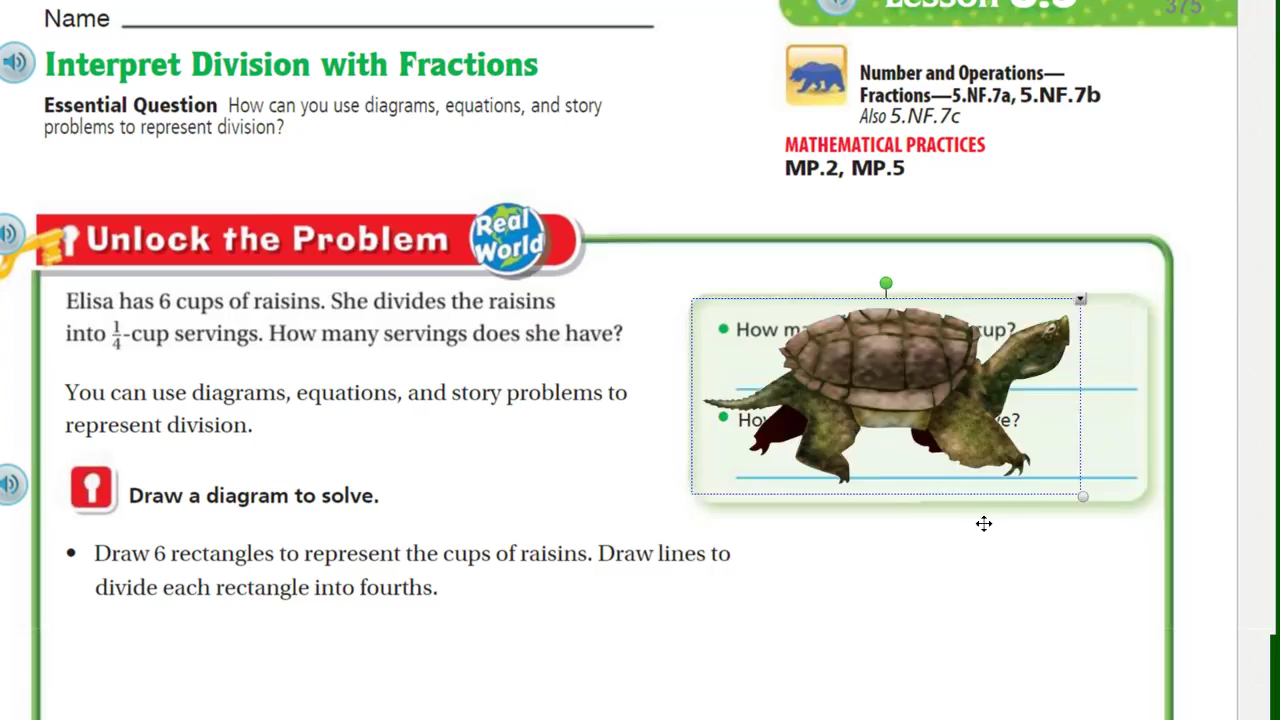 Name
Lesson
375
Interpret Division with Fractions
Essential Question How can you use diagrams, equations, and story
problems to represent division?
Number and Operations—
Fractions—5.NF.7a, 5.NF.7b
Also 5.NF.7c
MATHEMATICAL PRACTICES
MP.2, MP.5
Unlock the Problem
Real
World
Elisa has 6 cups of raisins. She divides the raisins
into 1/4-cup servings. How many servings does she have?
You can use diagrams, equations, and story problems to
represent division.
• How cup?
•
Draw a diagram to solve.
• Draw 6 rectangles to represent the cups of raisins. Draw lines to
divide each rectangle into fourths.